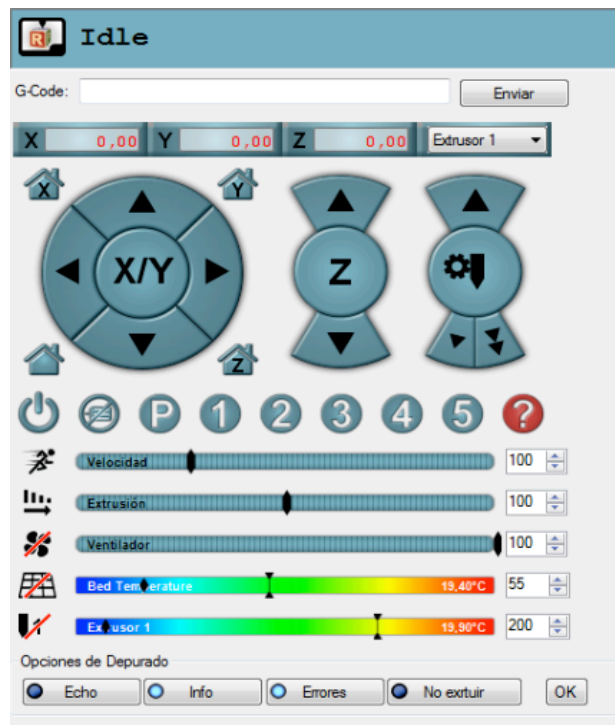 R Idle
G-Code: Enviar
X 0,00 Y 0,00 Z 0,00 Extrusor 1
X Y
X/Y Z
Z
P 1 2 3 4 5 ?
Velocidad 100
Extrusión 100
Ventilador 100
Bed Temperature 19,40°C 55
Extrusor 1 19,90°C 200
Opciones de Depurado
Echo Info Errores No exrtuir OK